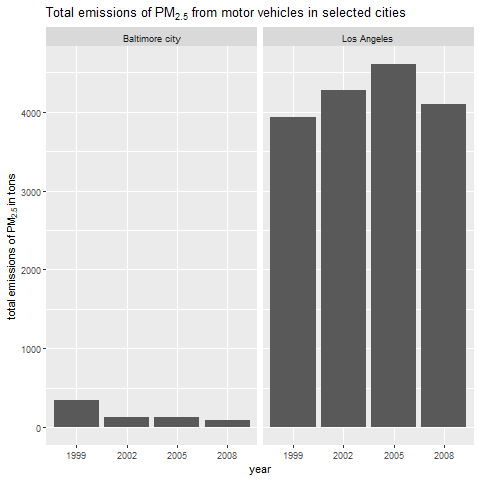 Total emissions of PM2.5 from motor vehicles in selected cities
Baltimore city
Los Angeles
total emissions of PM2.5 in tons
4000
3000
2000
1000
0
1999 2002 2005 2008
1999 2002 2005 2008
year